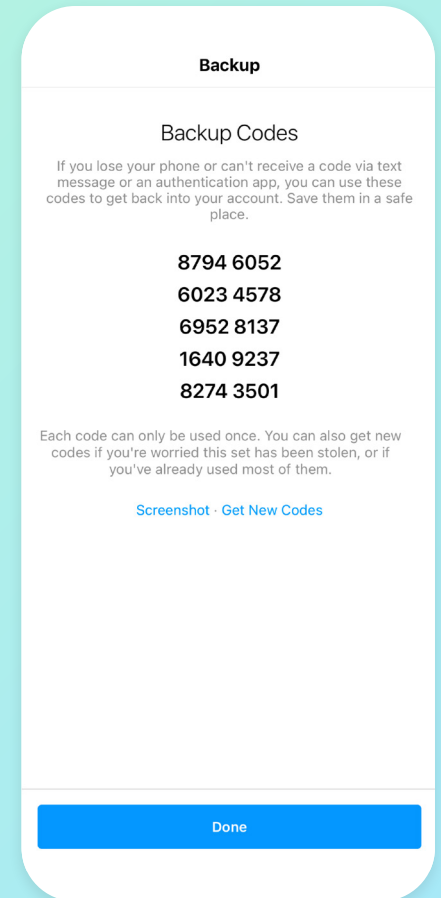 Backup
Backup Codes
If you lose your phone or can't receive a code via text
message or an authentication app, you can use these
codes to get back into your account. Save them in a safe
place.
8794 6052
6023 4578
6952 8137
1640 9237
8274 3501
Each code can only be used once. You can also get new
codes if you're worried this set has been stolen, or if
you've already used most of them.
Screenshot · Get New Codes
Done